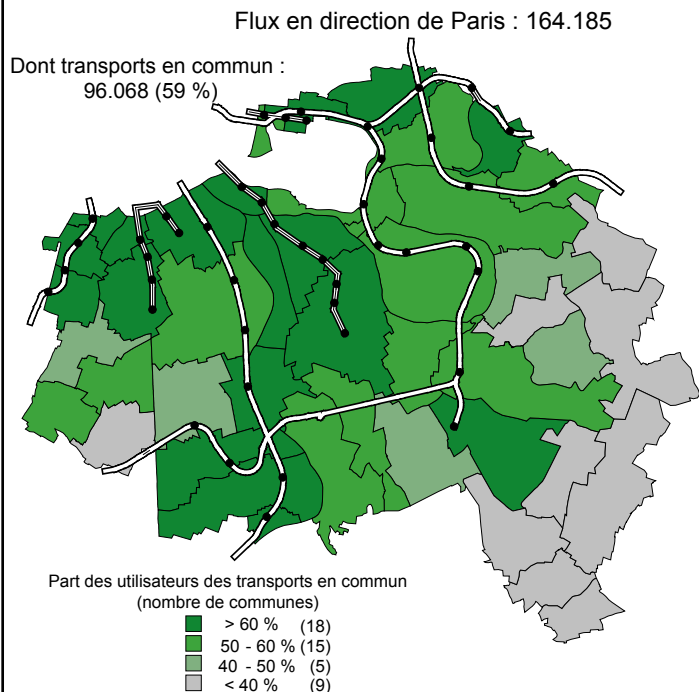 Flux en direction de Paris : 164.185
Dont transports en commun :
96.068 (59 %)
Part des utilisateurs des transports en commun
(nombre de communes)
> 60 % (18)
50 - 60 % (15)
40 - 50 % (5)
< 40 % (9)